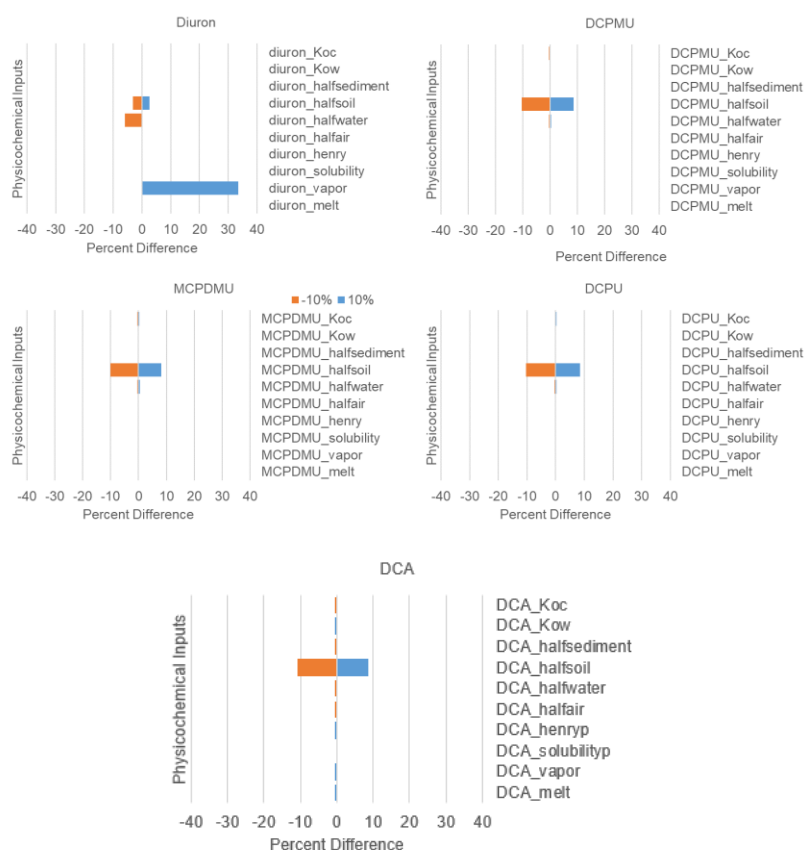 Diuron
Physicochemical Inputs
diuron_Koc
diuron_Kow
diuron_halfsediment
diuron_halfsoil
diuron_halfwater
diuron_halfair
diuron_henry
diuron_solubility
diuron_vapor
diuron_melt
-40 -30 -20 -10 0 10 20 30 40
Percent Difference
DCPMU
Physicochemical Inputs
DCPMU_Koc
DCPMU_Kow
DCPMU_halfsediment
DCPMU_halfsoil
DCPMU_halfwater
DCPMU_halfair
DCPMU_henry
DCPMU_solubility
DCPMU_vapor
DCPMU_melt
-40 -30 -20 -10 0 10 20 30 40
Percent Difference
MCPDMU
-10% 10%
Physicochemical Inputs
MCPDMU_Koc
MCPDMU_Kow
MCPDMU_halfsediment
MCPDMU_halfsoil
MCPDMU_halfwater
MCPDMU_halfair
MCPDMU_henry
MCPDMU_solubility
MCPDMU_vapor
MCPDMU_melt
-40 -30 -20 -10 0 10 20 30 40
Percent Difference
DCPU
Physicochemical Inputs
DCPU_Koc
DCPU_Kow
DCPU_halfsediment
DCPU_halfsoil
DCPU_halfwater
DCPU_halfair
DCPU_henry
DCPU_solubility
DCPU_vapor
DCPU_melt
-40 -30 -20 -10 0 10 20 30 40
Percent Difference
DCA
Physicochemical Inputs
DCA_Koc
DCA_Kow
DCA_halfsediment
DCA_halfsoil
DCA_halfwater
DCA_halfair
DCA_henryp
DCA_solubilityp
DCA_vapor
DCA_melt
-40 -30 -20 -10 0 10 20 30 40
Percent Difference